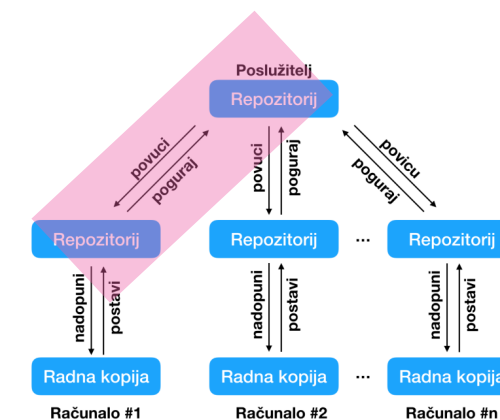 Poslužitelj
Repozitorij
povuci
poguraj
povuci
poguraj
povicu
poguraj
Repozitorij
Repozitorij
...
Repozitorij
nadopuni
postavi
nadopuni
postavi
nadopuni
postavi
Radna kopija
Radna kopija
...
Radna kopija
Računalo #1
Računalo #2
Računalo #n